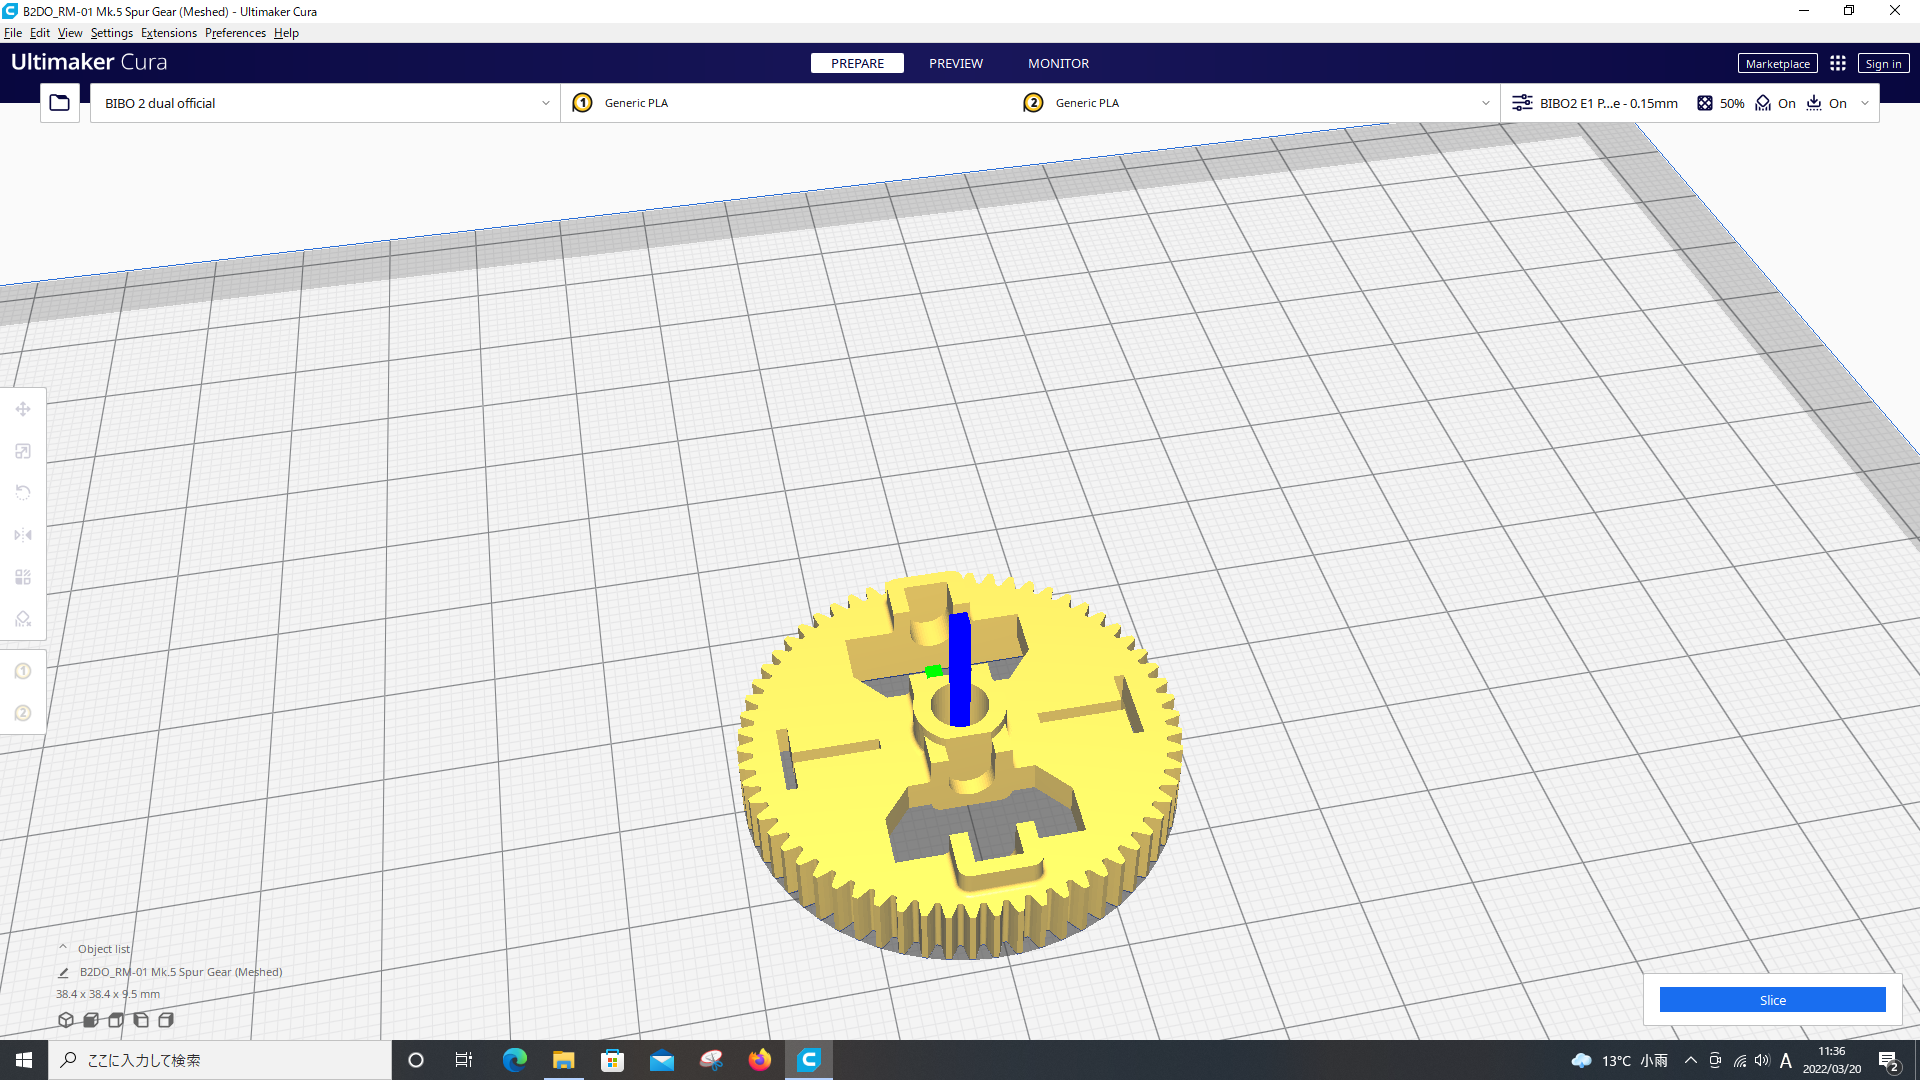 B2DO_RM-01 Mk.5 Spur Gear (Meshed) - Ultimaker Cura
File Edit View Settings Extensions Preferences Help
Ultimaker Cura
PREPARE PREVIEW MONITOR
Marketplace Sign in
BIBO 2 dual official
1 Generic PLA
2 Generic PLA
BIBO2 E1 P...e - 0.15mm 50% On On
1
2
Object list
B2DO_RM-01 Mk.5 Spur Gear (Meshed)
38.4 x 38.4 x 9.5 mm
Slice
ここに入力して検索
13°C 小雨
A
11:36
2022/03/20
2